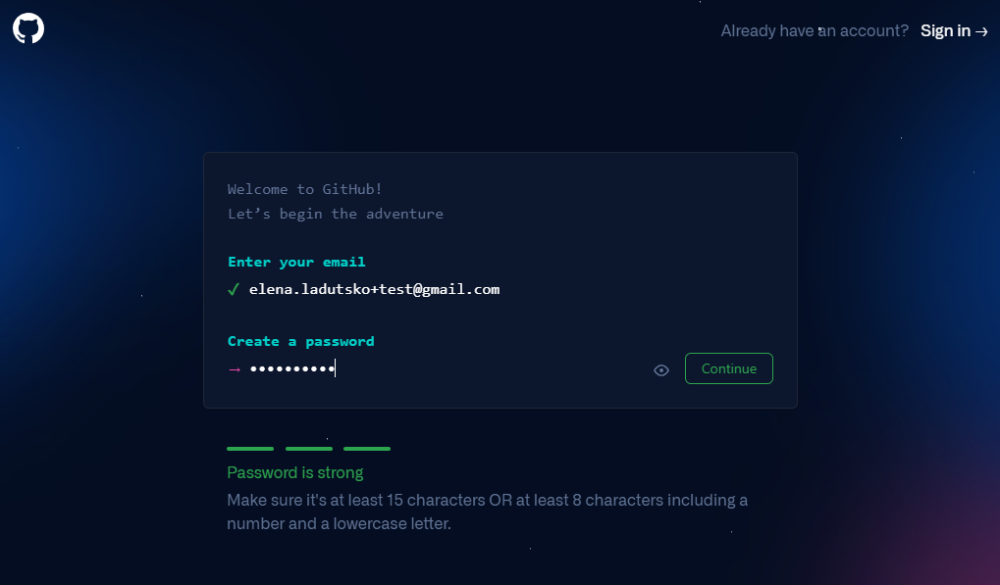 Already have an account? Sign in →
Welcome to GitHub!
Let’s begin the adventure
Enter your email
✓ elena.ladutsko+test@gmail.com
Create a password
→ ••••••••••
Continue
Password is strong
Make sure it's at least 15 characters OR at least 8 characters including a
number and a lowercase letter.